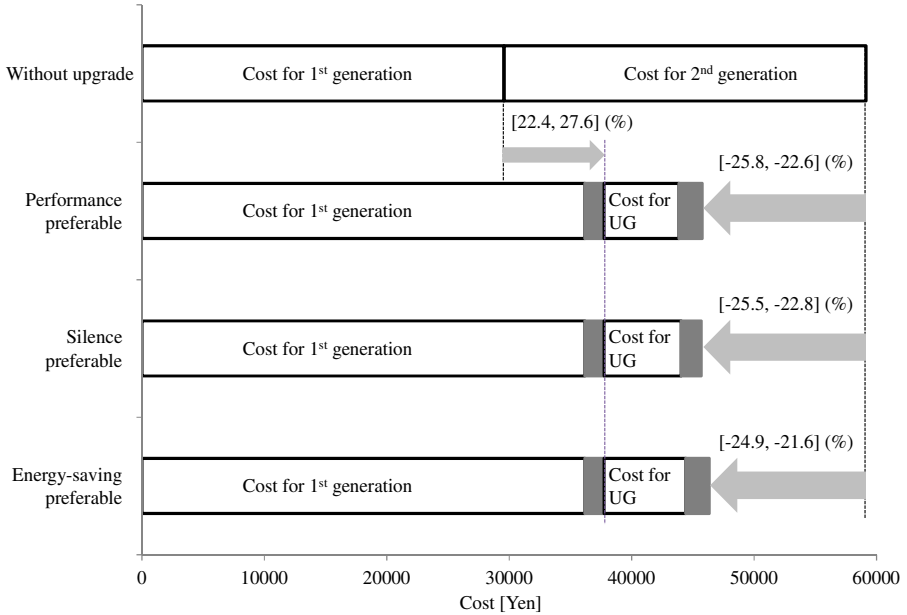 Without upgrade
Cost for 1st generation
Cost for 2nd generation
[22.4, 27.6] (%)
[-25.8, -22.6] (%)
Performance
preferable
Cost for 1st generation
Cost for
UG
[-25.5, -22.8] (%)
Silence
preferable
Cost for 1st generation
Cost for
UG
[-24.9, -21.6] (%)
Energy-saving
preferable
Cost for 1st generation
Cost for
UG
0 10000 20000 30000 40000 50000 60000
Cost [Yen]